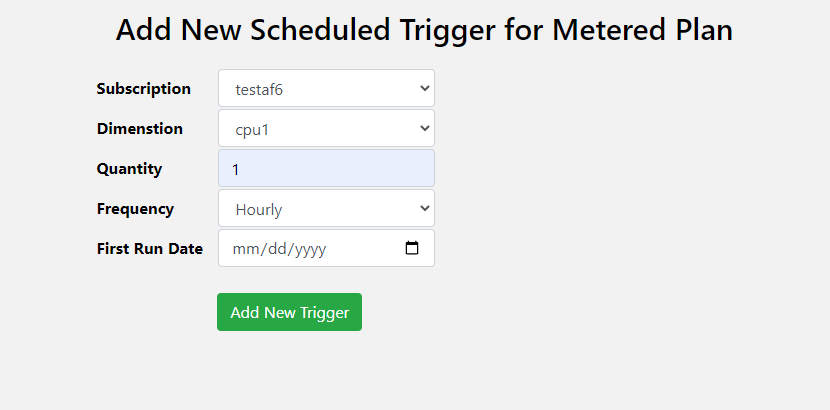 Add New Scheduled Trigger for Metered Plan
Subscription testaf6
Dimenstion cpu1
Quantity 1
Frequency Hourly
First Run Date mm/dd/yyyy
Add New Trigger